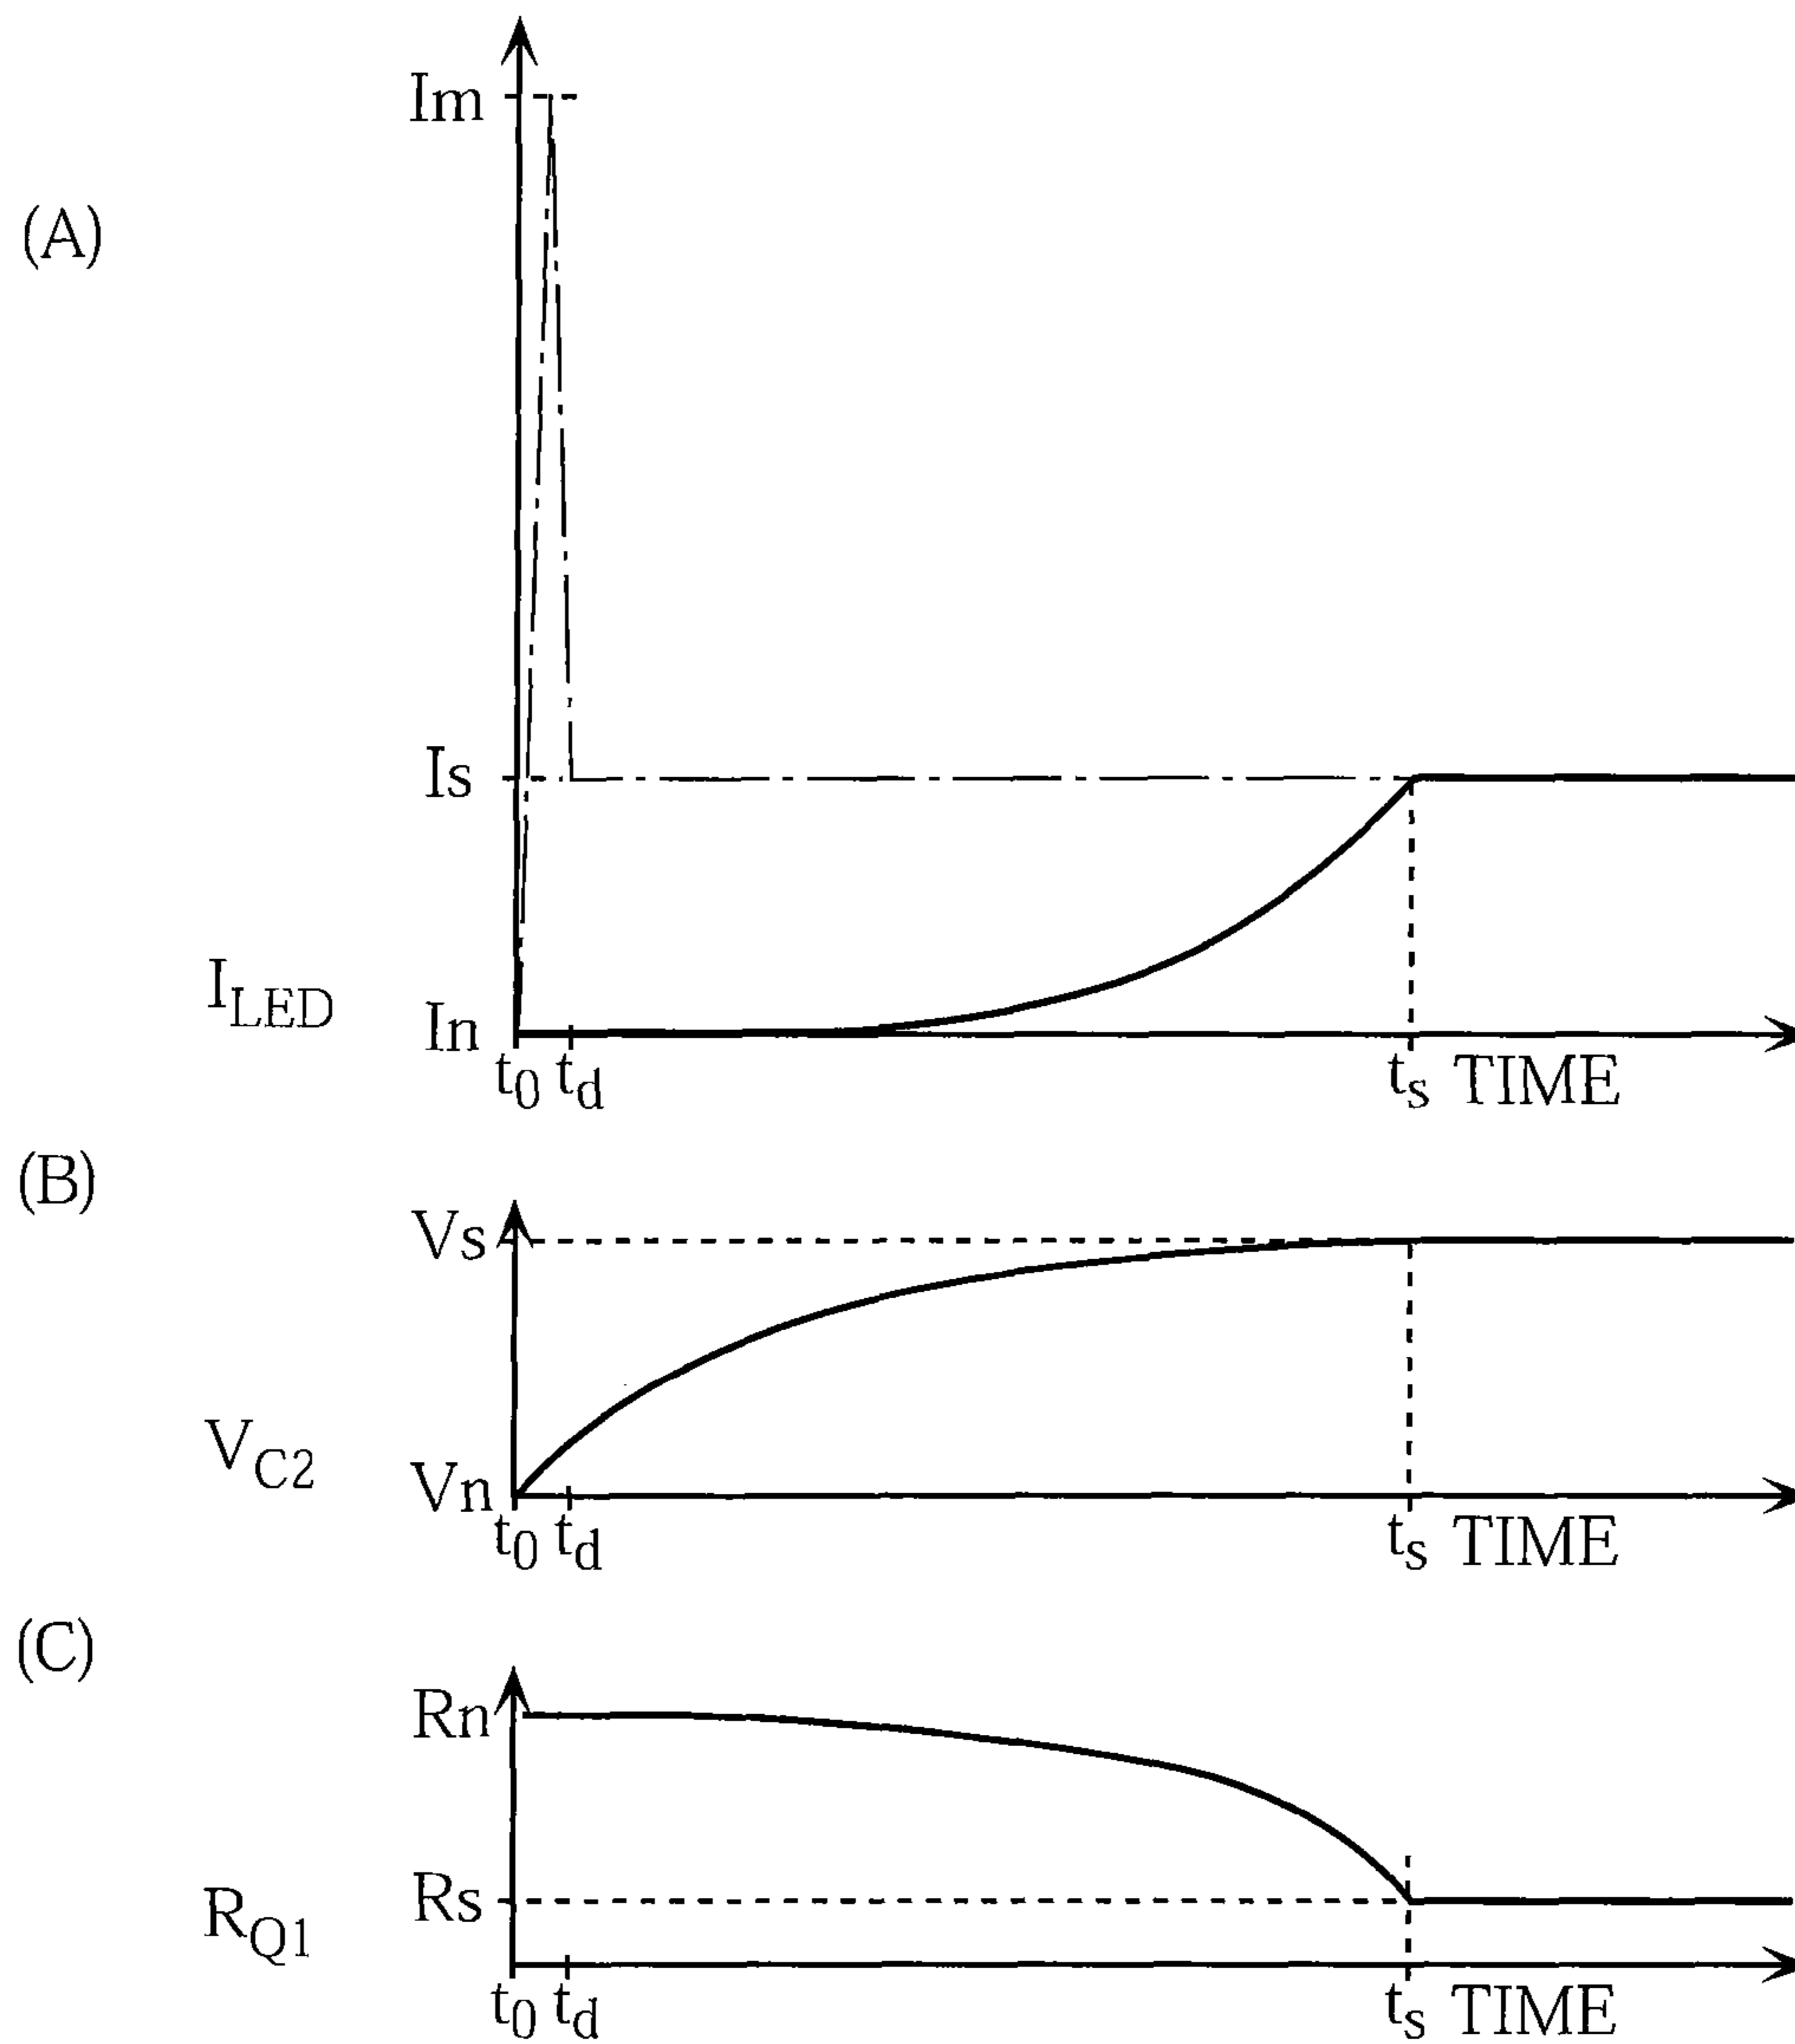 (A)
Im
Is
I_LED
In
t_0 t_d t_s TIME
(B)
Vs
V_C2
Vn
t_0 t_d t_s TIME
(C)
Rn
Rs
R_Q1
t_0 t_d t_s TIME